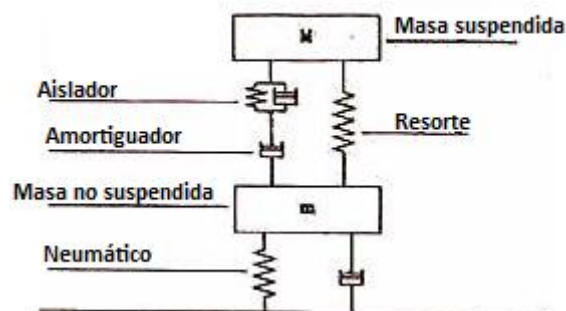 M
Masa suspendida
Aislador
Resorte
Amortiguador
Masa no suspendida
m
Neumático